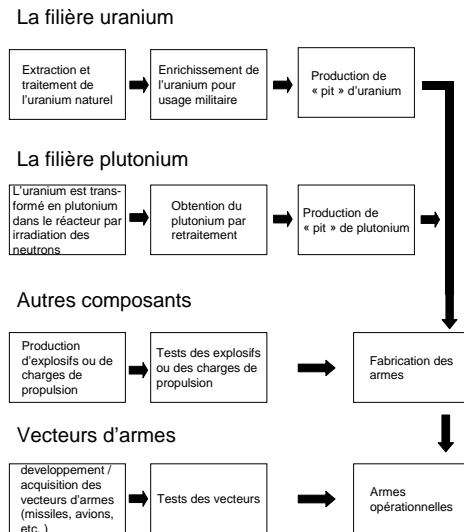 La filière uranium
Extraction et
traitement de
l'uranium naturel
Enrichissement de
l'uranium pour
usage militaire
Production de
« pit » d'uranium
La filière plutonium
L'uranium est trans-
formé en plutonium
dans le réacteur par
irradiation des
neutrons
Obtention du
plutonium par
retraitement
Production de
« pit » de plutonium
Autres composants
Production
d'explosifs ou de
charges de
propulsion
Tests des explosifs
ou des charges de
propulsion
Fabrication des
armes
Vecteurs d'armes
developpement /
acquisition des
vecteurs d'armes
(missiles, avions,
etc. )
Tests des vecteurs
Armes
opérationnelles